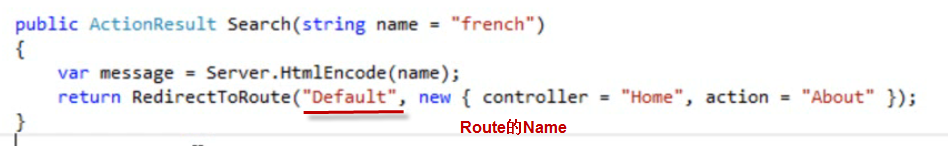 public ActionResult Search(string name = "french")
{
var message = Server.HtmlEncode(name);
return RedirectToRoute("Default", new { controller = "Home", action = "About" });
}
Route的Name